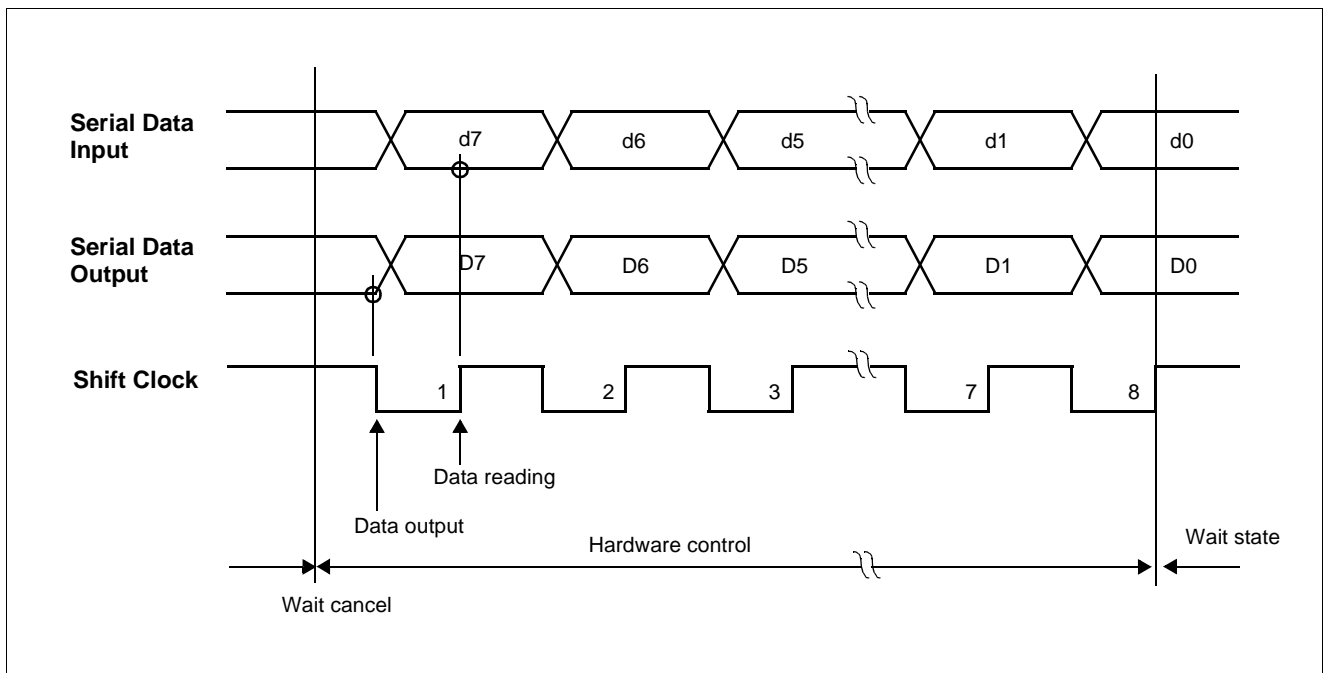 Serial Data
Input
d7
d6
d5
d1
d0
Serial Data
Output
D7
D6
D5
D1
D0
Shift Clock
1
2
3
7
8
Data reading
Data output
Hardware control
Wait state
Wait cancel